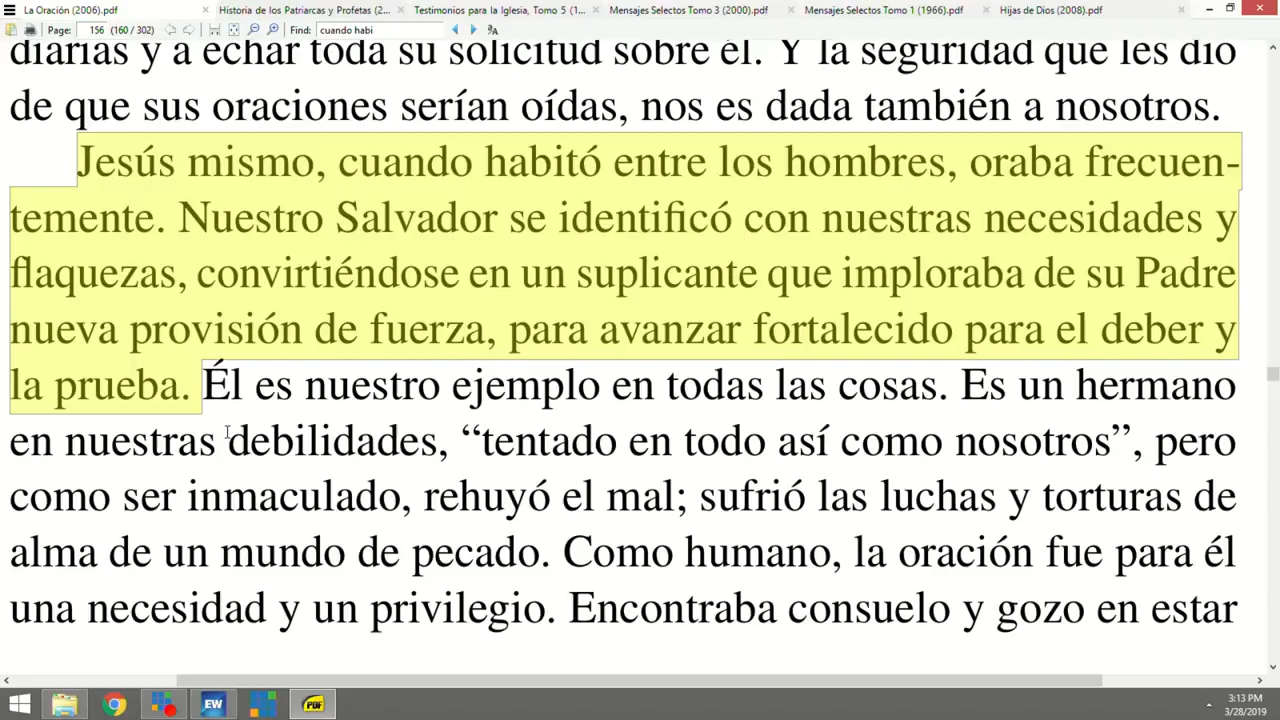 La Oración (2006).pdf
Historia de los Patriarcas y Profetas (2...
Testimonios para la Iglesia, Tomo 5 (1...
Mensajes Selectos Tomo 3 (2000).pdf
Mensajes Selectos Tomo 1 (1966).pdf
Hijas de Dios (2008).pdf
Page: 156 (160 / 302) Find: cuando habi
diarias y a echar toda su solicitud sobre él. Y la seguridad que les dio
de que sus oraciones serían oídas, nos es dada también a nosotros.
Jesús mismo, cuando habitó entre los hombres, oraba frecuen-
temente. Nuestro Salvador se identificó con nuestras necesidades y
flaquezas, convirtiéndose en un suplicante que imploraba de su Padre
nueva provisión de fuerza, para avanzar fortalecido para el deber y
la prueba. Él es nuestro ejemplo en todas las cosas. Es un hermano
en nuestras debilidades, “tentado en todo así como nosotros”, pero
como ser inmaculado, rehuyó el mal; sufrió las luchas y torturas de
alma de un mundo de pecado. Como humano, la oración fue para él
una necesidad y un privilegio. Encontraba consuelo y gozo en estar
EW
PDF
3:13 PM
3/28/2019